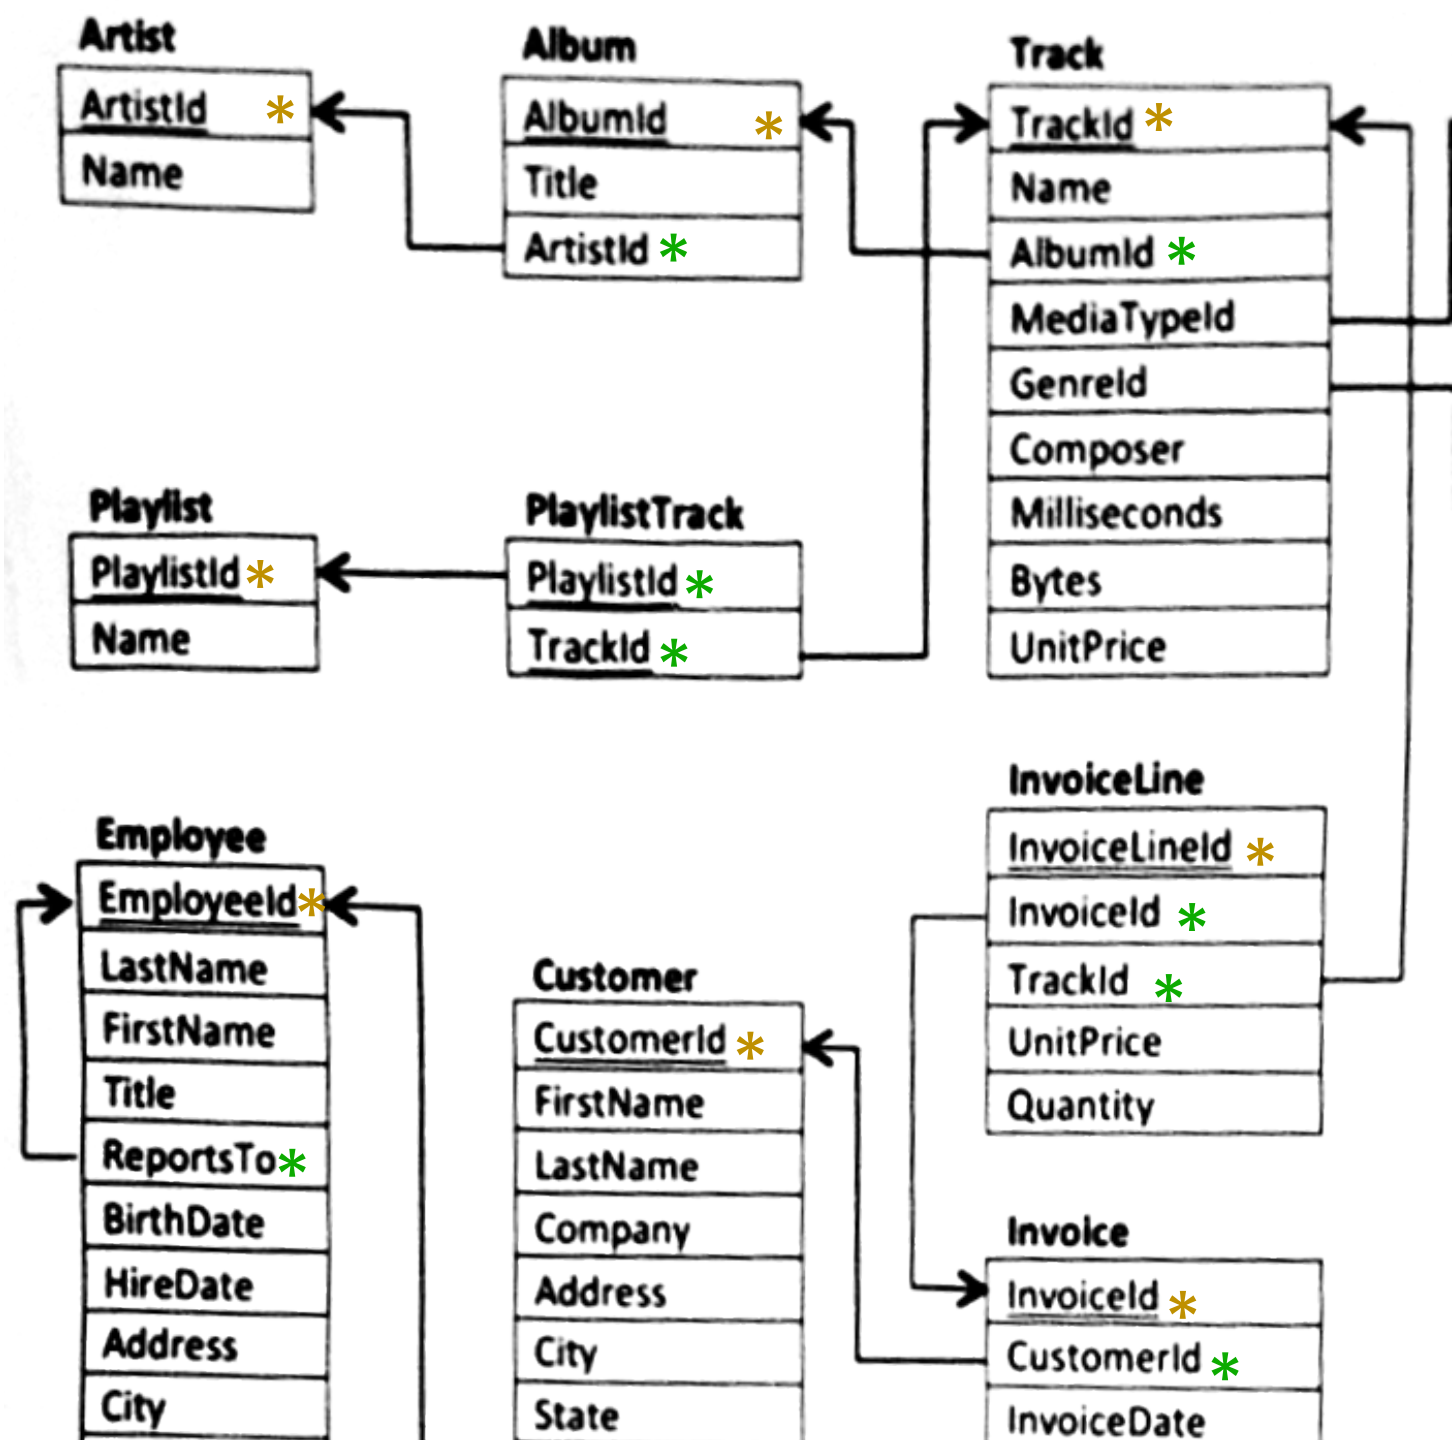 Artist
ArtistId *
Name
Album
AlbumId *
Title
ArtistId *
Track
TrackId *
Name
AlbumId *
MediaTypeId
GenreId
Composer
Milliseconds
Bytes
UnitPrice
Playlist
PlaylistId *
Name
PlaylistTrack
PlaylistId *
TrackId *
Employee
EmployeeId *
LastName
FirstName
Title
ReportsTo *
BirthDate
HireDate
Address
City
Customer
CustomerId *
FirstName
LastName
Company
Address
City
State
InvoiceLine
InvoiceLineId *
InvoiceId *
TrackId *
UnitPrice
Quantity
Invoice
InvoiceId *
CustomerId *
InvoiceDate